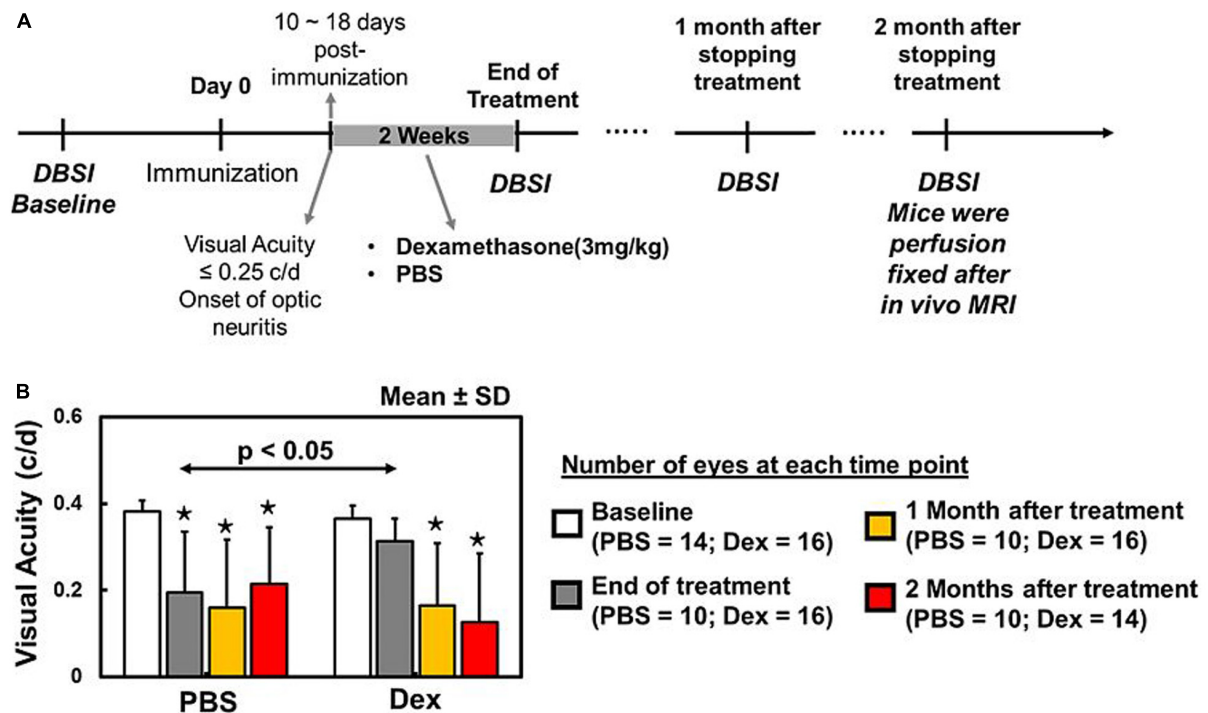 A
10 ~ 18 days
post-
immunization
Day 0
End of
Treatment
1 month after
stopping
treatment
2 month after
stopping
treatment
2 Weeks
.....
.....
DBSI
Baseline
Immunization
DBSI
DBSI
DBSI
Mice were
perfusion
fixed after
in vivo MRI
Visual Acuity
≤ 0.25 c/d
Onset of optic
neuritis
• Dexamethasone(3mg/kg)
• PBS
B
Mean ± SD
Visual Acuity (c/d)
0.6
0.4
0.2
0
p < 0.05
★
★
★
★
★
PBS
Dex
Number of eyes at each time point
Baseline
(PBS = 14; Dex = 16)
End of treatment
(PBS = 10; Dex = 16)
1 Month after treatment
(PBS = 10; Dex = 16)
2 Months after treatment
(PBS = 10; Dex = 14)